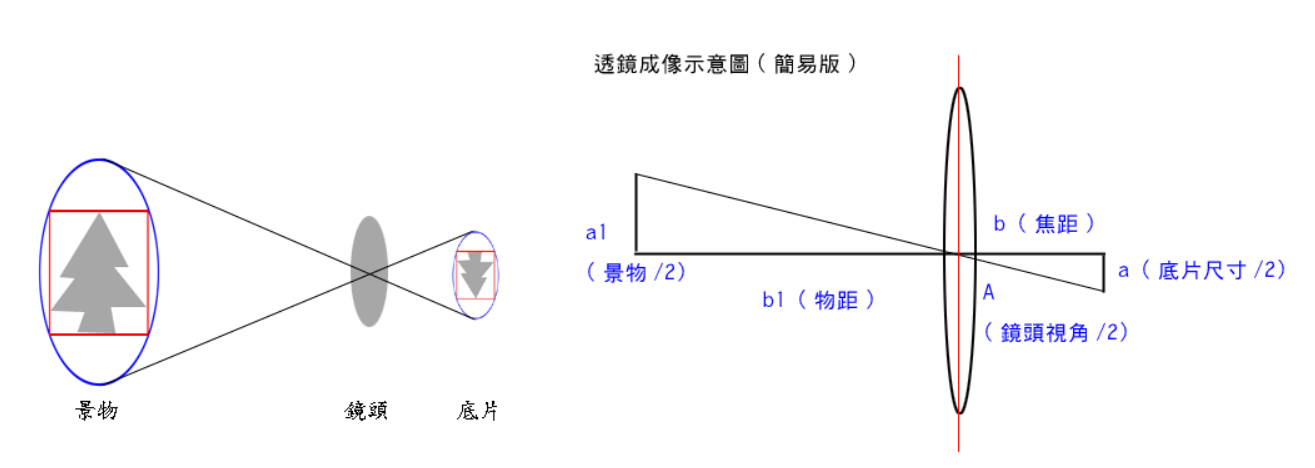 景物
鏡頭
底片
透鏡成像示意圖（簡易版）
a1
（景物/2）
b1（物距）
b（焦距）
a（底片尺寸/2）
A
（鏡頭視角/2）